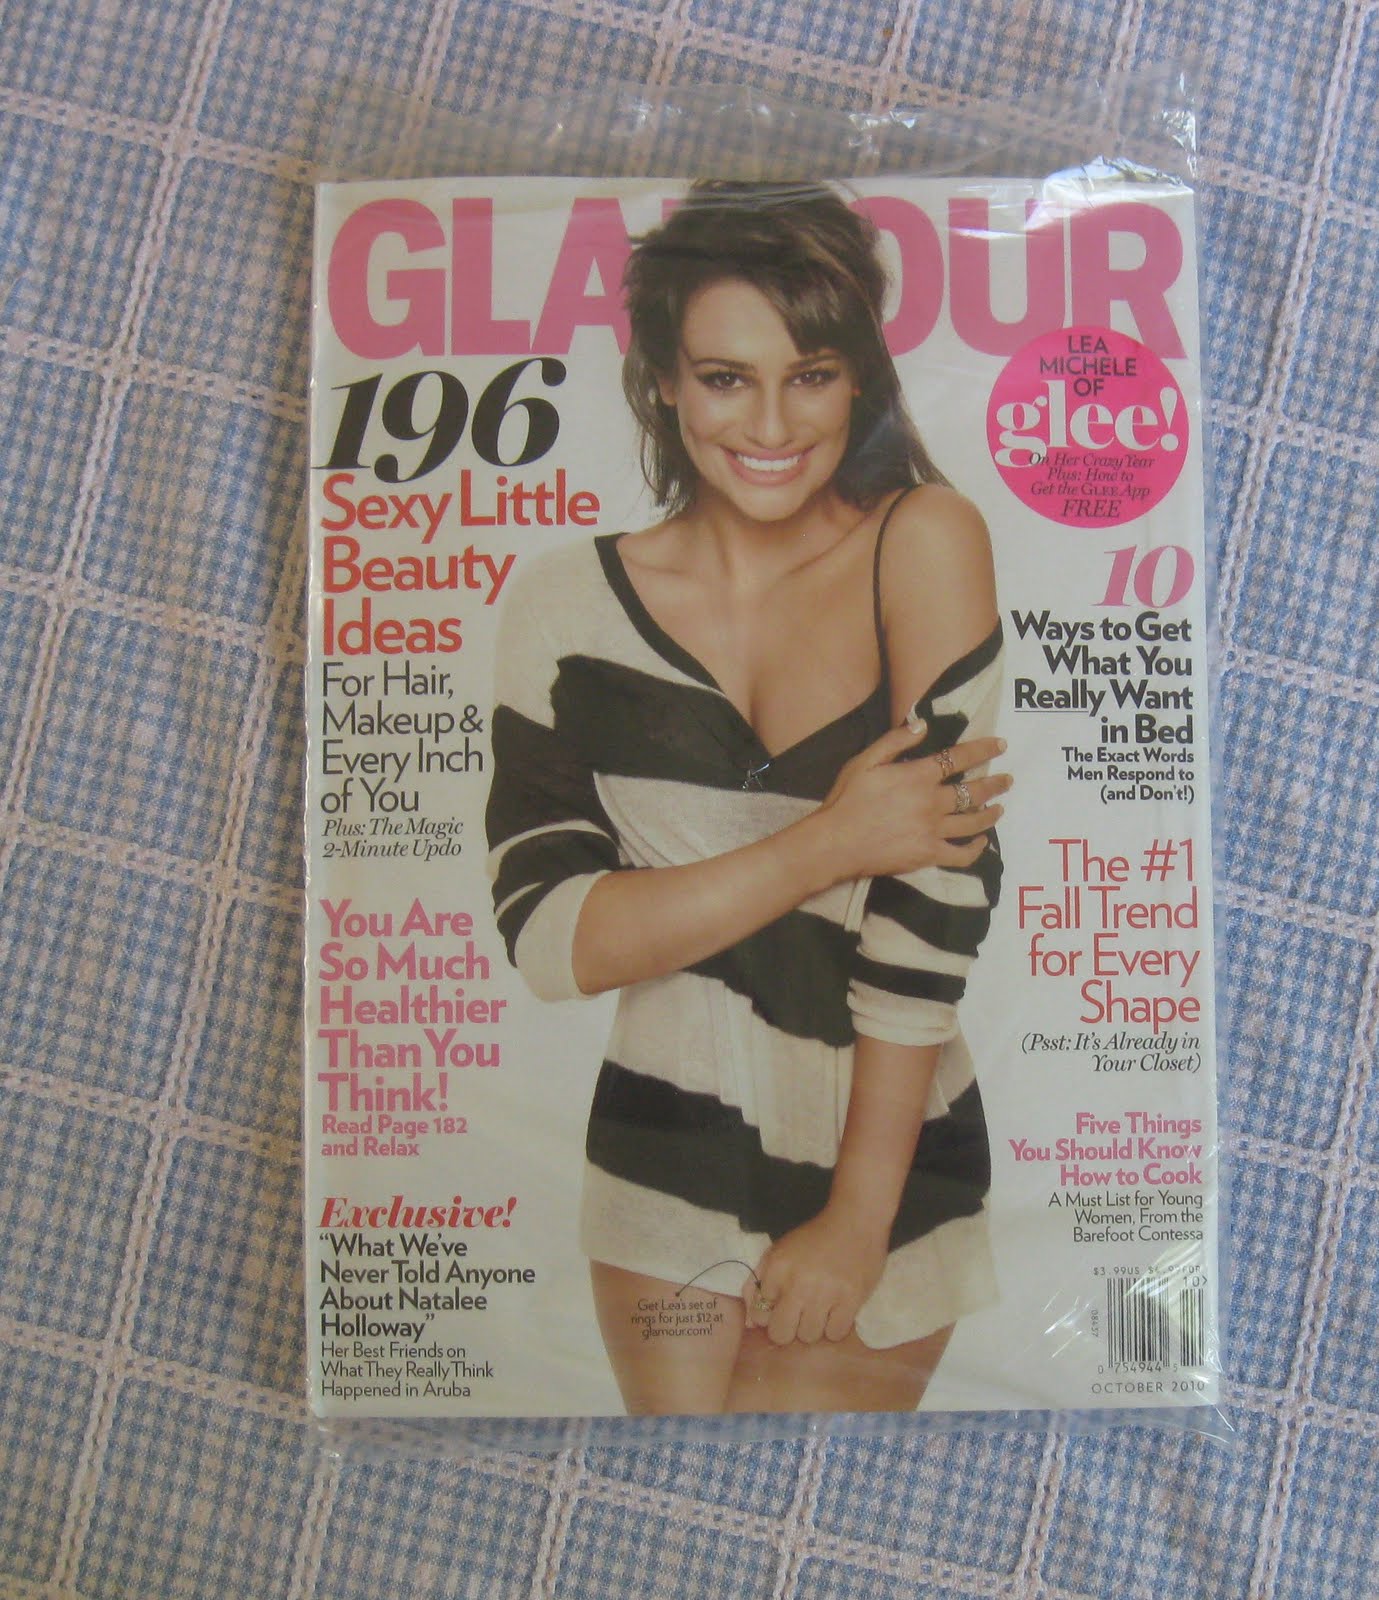 GLAMOUR
196
Sexy Little
Beauty
Ideas
For Hair,
Makeup &
Every Inch
of You
Plus: The Magic
2-Minute Updo
You Are
So Much
Healthier
Than You
Think!
Read Page 182
and Relax
Exclusive!
"What We've
Never Told Anyone
About Natalee
Holloway"
Her Best Friends on
What They Really Think
Happened in Aruba
LEA
MICHELE
OF
glee!
On Her Crazy Year
Plus: How to
Get the GLEE App
FREE
10
Ways to Get
What You
Really Want
in Bed
The Exact Words
Men Respond to
(and Don't!)
The #1
Fall Trend
for Every
Shape
(Psst: It's Already in
Your Closet)
Five Things
You Should Know
How to Cook
A Must List for Young
Women, From the
Barefoot Contessa
Get Lea's set of
rings for just $12 at
glamour.com!
$3.99US
10>
0 754944 5
OCTOBER 2010